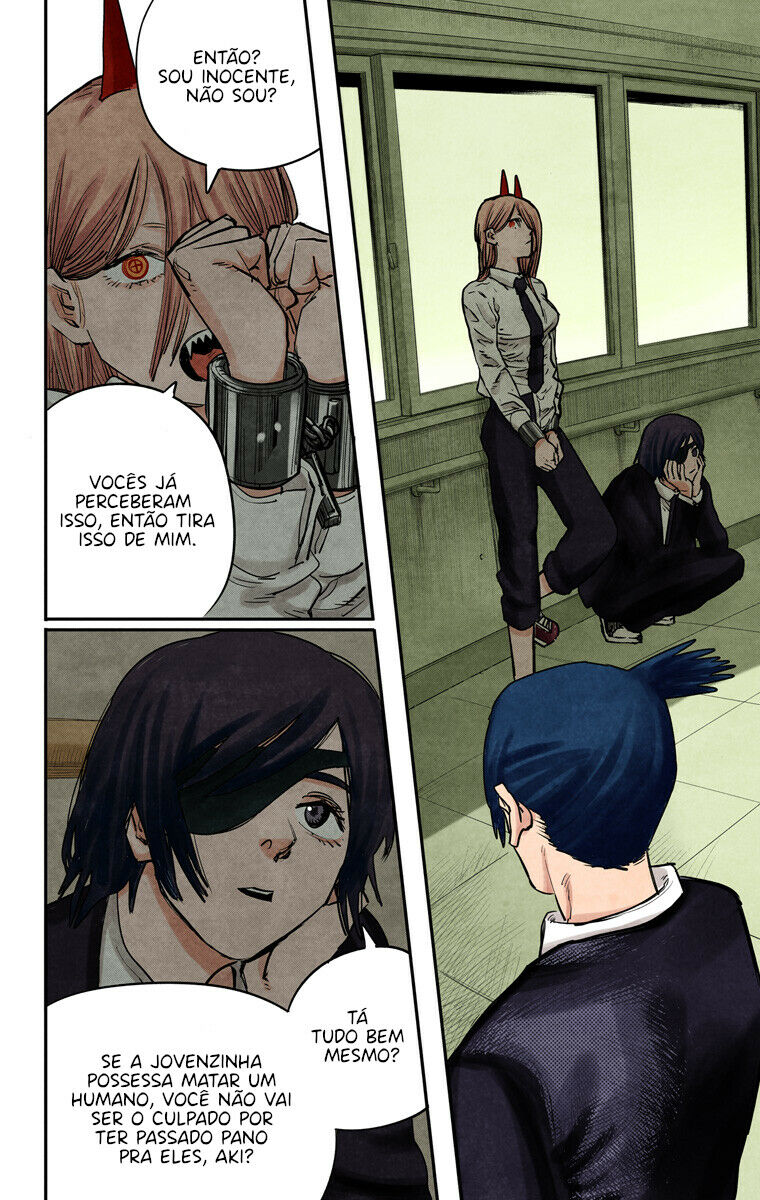 ENTÃO?
SOU INOCENTE,
NÃO SOU?
VOCÊS JÁ
PERCEBERAM
ISSO, ENTÃO TIRA
ISSO DE MIM.
TÁ
TUDO BEM
MESMO?
SE A JOVENZINHA
POSSESSA MATAR UM
HUMANO, VOCÊ NÃO VAI
SER O CULPADO POR
TER PASSADO PANO
PRA ELES, AKI?